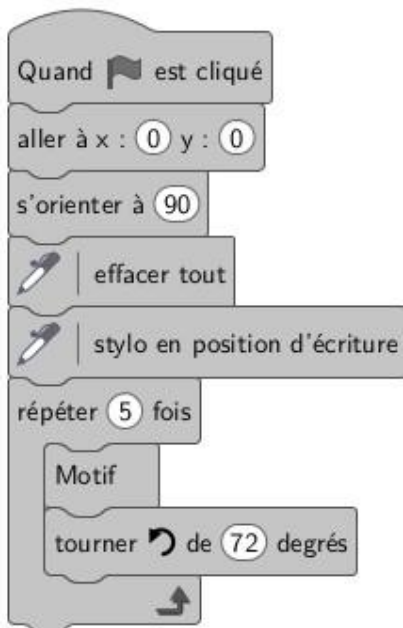 Quand est cliqué
aller à x : 0 y : 0
s'orienter à 90
effacer tout
stylo en position d'écriture
répéter 5 fois
Motif
tourner de 72 degrés